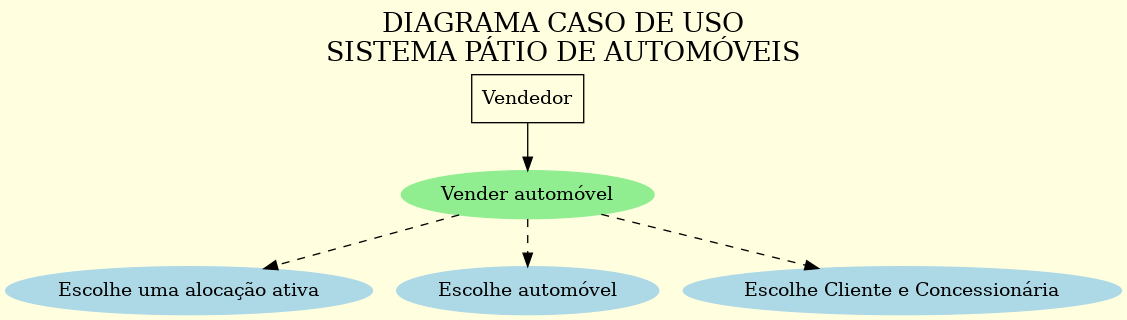 DIAGRAMA CASO DE USO
SISTEMA PÁTIO DE AUTOMÓVEIS
Vendedor
Vender automóvel
Escolhe uma alocação ativa
Escolhe automóvel
Escolhe Cliente e Concessionária